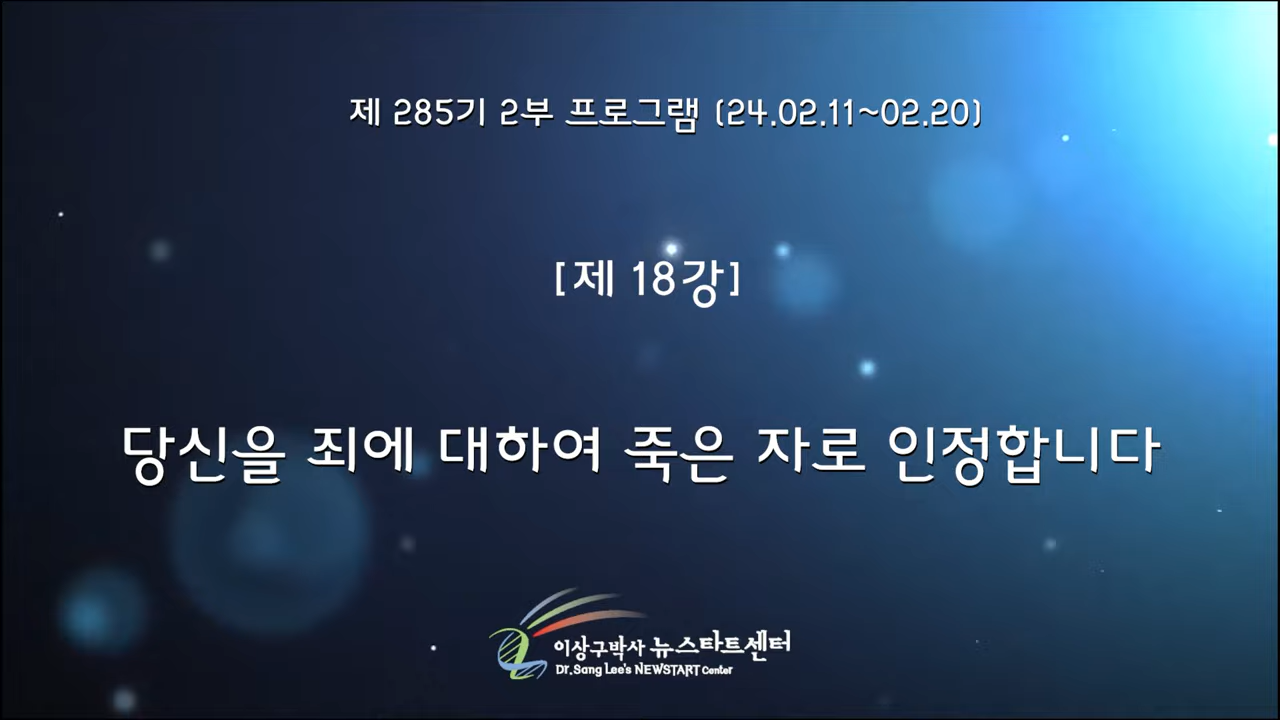 제 285기 2부 프로그램 (24.02.11~02.20)
[제 18강]
당신을 죄에 대하여 죽은 자로 인정합니다
이상구박사 뉴스타트센터
Dr.Sang Lee's NEWSTART Center